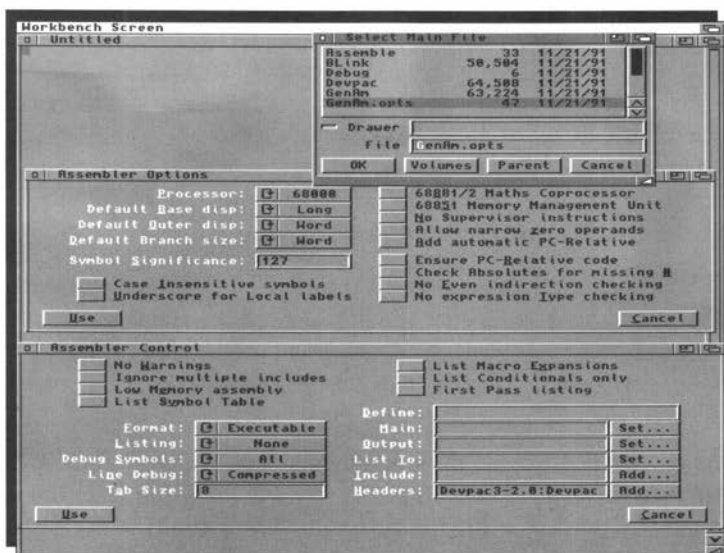 Workbench Screen
Untitled
Select Main File
Assemble 33 11/21/91
BLink 50,504 11/21/91
Debug 6 11/21/91
Devpac 64,508 11/21/91
GenAm 63,224 11/21/91
GenAm.opts 47 11/21/91
Drawer
File GenAm.opts
OK Volumes Parent Cancel
Assembler Options
Processor: 68000
Default Base disp: Long
Default Outer disp: Word
Default Branch size: Word
Symbol Significance: 127
Case Insensitive symbols
Underscore for Local labels
68881/2 Maths Coprocessor
68851 Memory Management Unit
No Supervisor instructions
Allow narrow zero operands
Add automatic PC-Relative
Ensure PC-Relative code
Check Absolutes for missing #
No Even indirection checking
No expression Type checking
Use Cancel
Assembler Control
No Warnings
Ignore multiple includes
Low Memory assembly
List Symbol Table
List Macro Expansions
List Conditionals only
First Pass listing
Format: Executable
Listing: None
Debug Symbols: All
Line Debug: Compressed
Tab Size: 8
Define:
Main: Set...
Output: Set...
List To: Set...
Include: Add...
Headers: Devpac3-2.0:Devpac Add...
Use Cancel